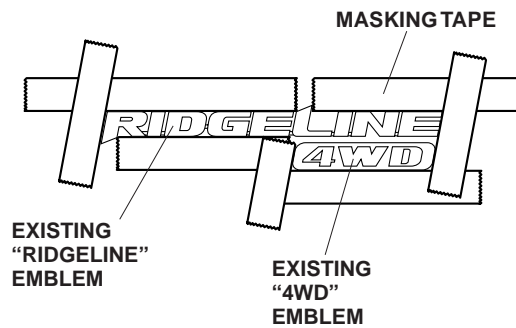 MASKING TAPE
RIDGELINE
4WD
EXISTING
“RIDGELINE”
EMBLEM
EXISTING
“4WD”
EMBLEM